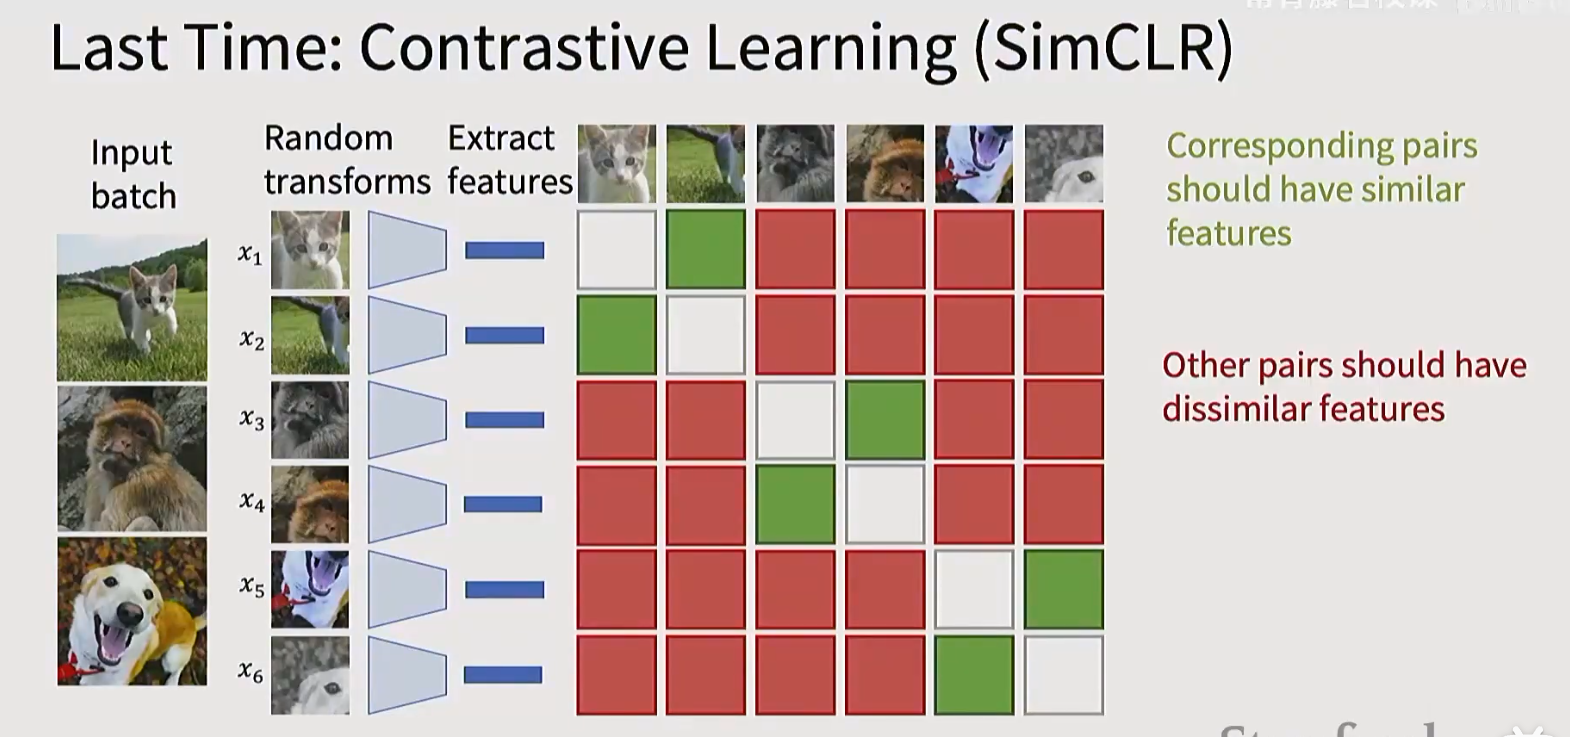 Last Time: Contrastive Learning (SimCLR)
Input
batch
Random
transforms
Extract
features
x₁
x₂
x₃
x₄
x₅
x₆
Corresponding pairs
should have similar
features
Other pairs should have
dissimilar features